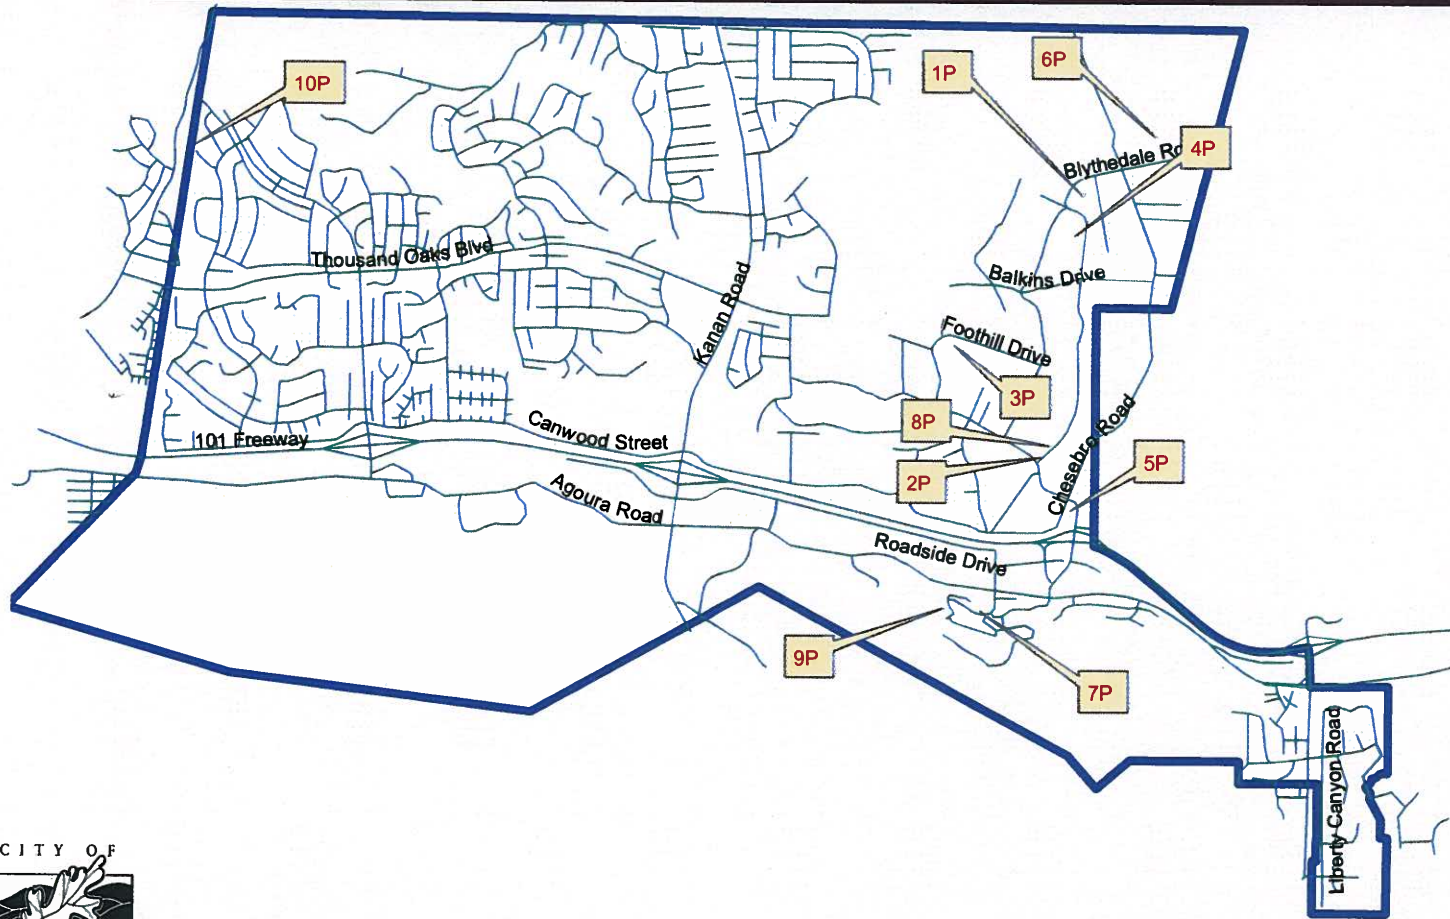 6P
1P
10P
4P
Blythedale
Thousand Oaks Blvd
Balkins Drive
Kanan Road
Foothill Drive
3P
8P
Canwood Street
101 Freeway
Chesebro Road
5P
2P
Agoura Road
Roadside Drive
9P
7P
Liberty Canyon Road
CITY OF